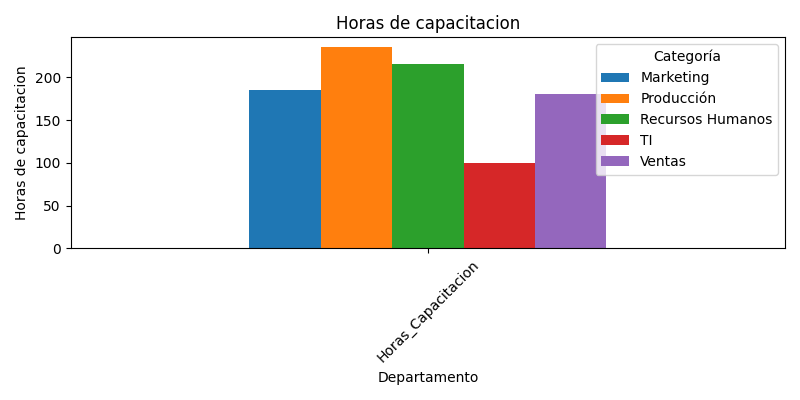 Horas de capacitacion
Horas de capacitacion
200
150
100
50
0
Categoría
Marketing
Producción
Recursos Humanos
TI
Ventas
Horas_Capacitacion
Departamento